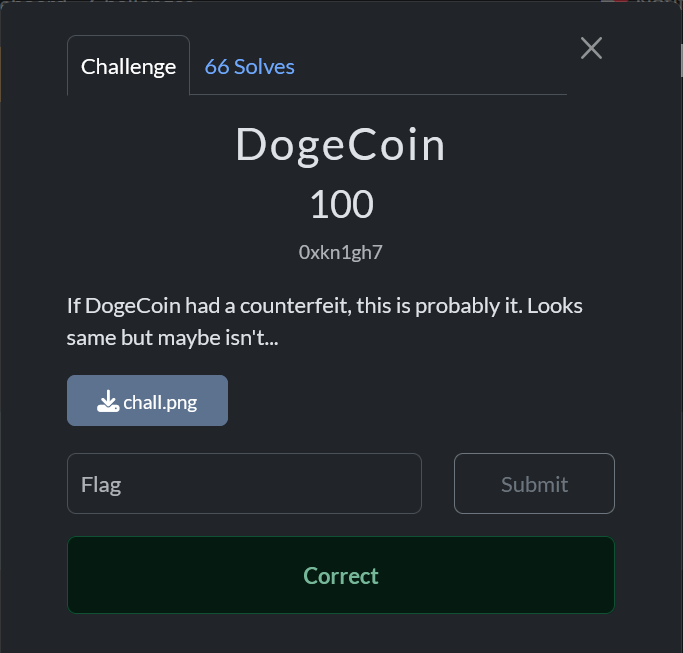 Challenge
66 Solves
DogeCoin
100
0xkn1gh7
If DogeCoin had a counterfeit, this is probably it. Looks
same but maybe isn't...
chall.png
Flag
Submit
Correct